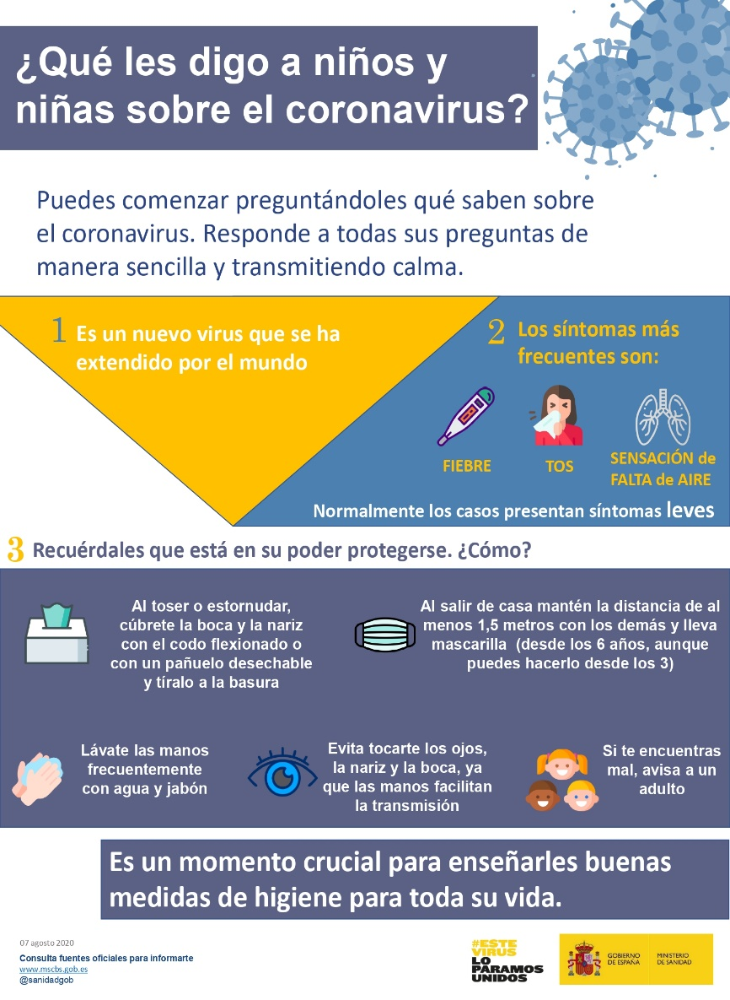 ¿Qué les digo a niños y
niñas sobre el coronavirus?
Puedes comenzar preguntándoles qué saben sobre
el coronavirus. Responde a todas sus preguntas de
manera sencilla y transmitiendo calma.
1 Es un nuevo virus que se ha
extendido por el mundo
2 Los síntomas más
frecuentes son:
FIEBRE
TOS
SENSACIÓN de
FALTA de AIRE
Normalmente los casos presentan síntomas leves
3 Recuérdales que está en su poder protegerse. ¿Cómo?
Al toser o estornudar,
cúbrete la boca y la nariz
con el codo flexionado o
con un pañuelo desechable
y tíralo a la basura
Al salir de casa mantén la distancia de al
menos 1,5 metros con los demás y lleva
mascarilla (desde los 6 años, aunque
puedes hacerlo desde los 3)
Lávate las manos
frecuentemente
con agua y jabón
Evita tocarte los ojos,
la nariz y la boca, ya
que las manos facilitan
la transmisión
Si te encuentras
mal, avisa a un
adulto
Es un momento crucial para enseñarles buenas
medidas de higiene para toda su vida.
07 agosto 2020
Consulta fuentes oficiales para informarte
www.mscbs.gob.es
@sanidadgob
#ESTE
VIRUS
LO
PARAMOS
UNIDOS
GOBIERNO
DE ESPAÑA
MINISTERIO
DE SANIDAD